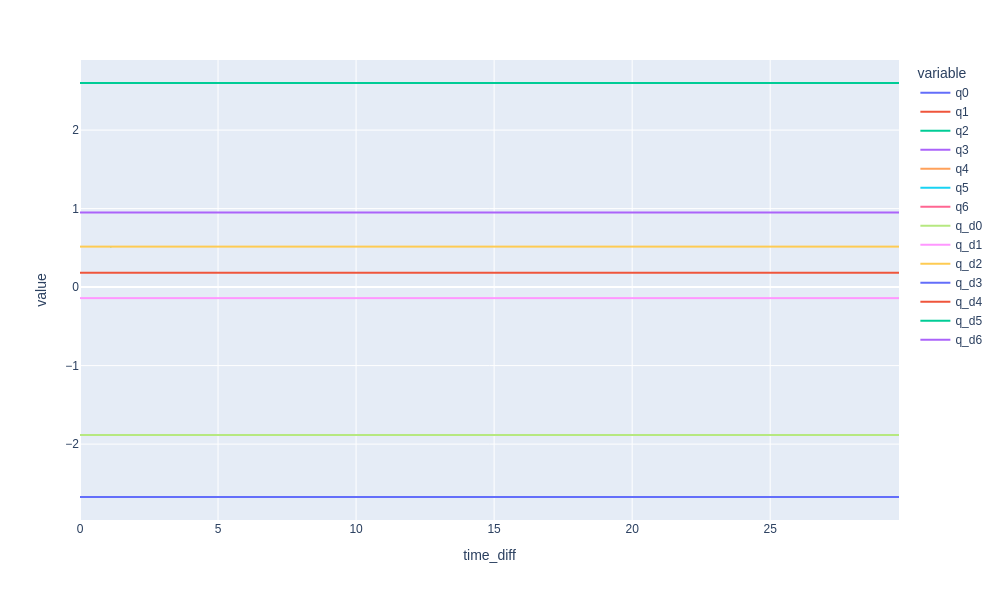 variable
q0
q1
q2
q3
q4
q5
q6
q_d0
q_d1
q_d2
q_d3
q_d4
q_d5
q_d6
value
2
1
0
−1
−2
0 5 10 15 20 25
time_diff